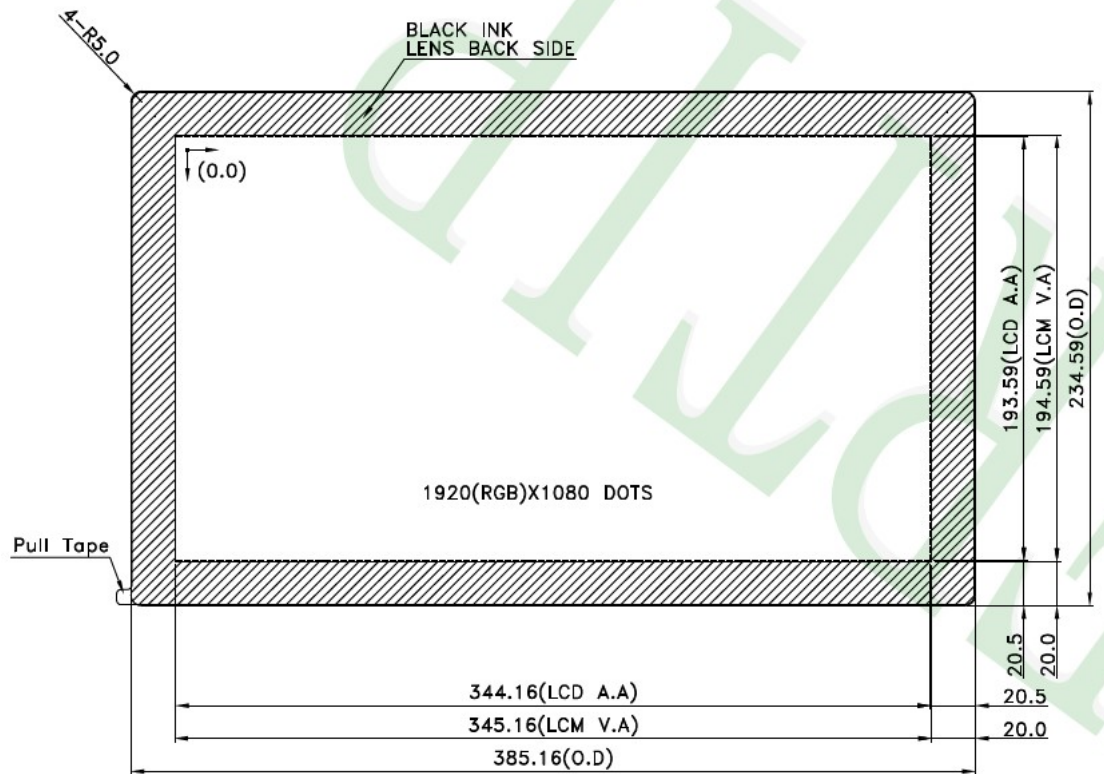 4-R5.0
BLACK INK
LENS BACK SIDE
(0.0)
193.59(LCD A.A)
194.59(LCM V.A)
234.59(O.D)
1920(RGB)X1080 DOTS
Pull Tape
20.5
20.0
344.16(LCD A.A)
20.5
345.16(LCM V.A)
20.0
385.16(O.D)